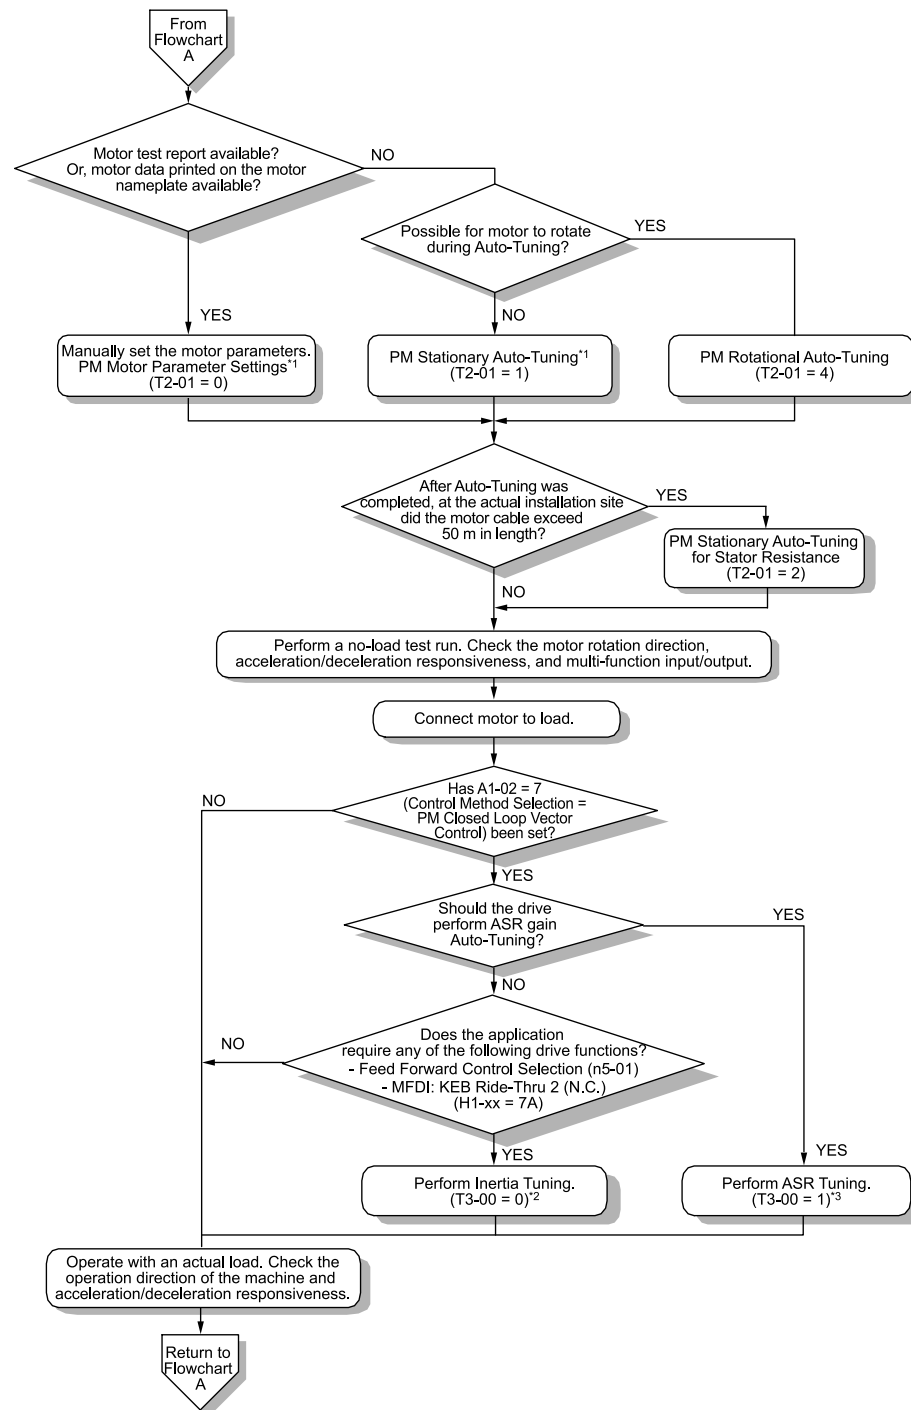 From
Flowchart
A
Motor test report available?
Or, motor data printed on the motor
nameplate available?
NO
Possible for motor to rotate
during Auto-Tuning?
YES
YES
NO
Manually set the motor parameters.
PM Motor Parameter Settings*1
(T2-01 = 0)
PM Stationary Auto-Tuning*1
(T2-01 = 1)
PM Rotational Auto-Tuning
(T2-01 = 4)
After Auto-Tuning was
completed, at the actual installation site
did the motor cable exceed
50 m in length?
YES
PM Stationary Auto-Tuning
for Stator Resistance
(T2-01 = 2)
NO
Perform a no-load test run. Check the motor rotation direction,
acceleration/deceleration responsiveness, and multi-function input/output.
Connect motor to load.
Has A1-02 = 7
(Control Method Selection =
PM Closed Loop Vector
Control) been set?
NO
YES
Should the drive
perform ASR gain
Auto-Tuning?
YES
NO
Does the application
require any of the following drive functions?
- Feed Forward Control Selection (n5-01)
- MFDI: KEB Ride-Thru 2 (N.C.)
(H1-xx = 7A)
NO
YES
YES
Perform Inertia Tuning.
(T3-00 = 0)*2
Perform ASR Tuning.
(T3-00 = 1)*3
Operate with an actual load. Check the
operation direction of the machine and
acceleration/deceleration responsiveness.
Return to
Flowchart
A